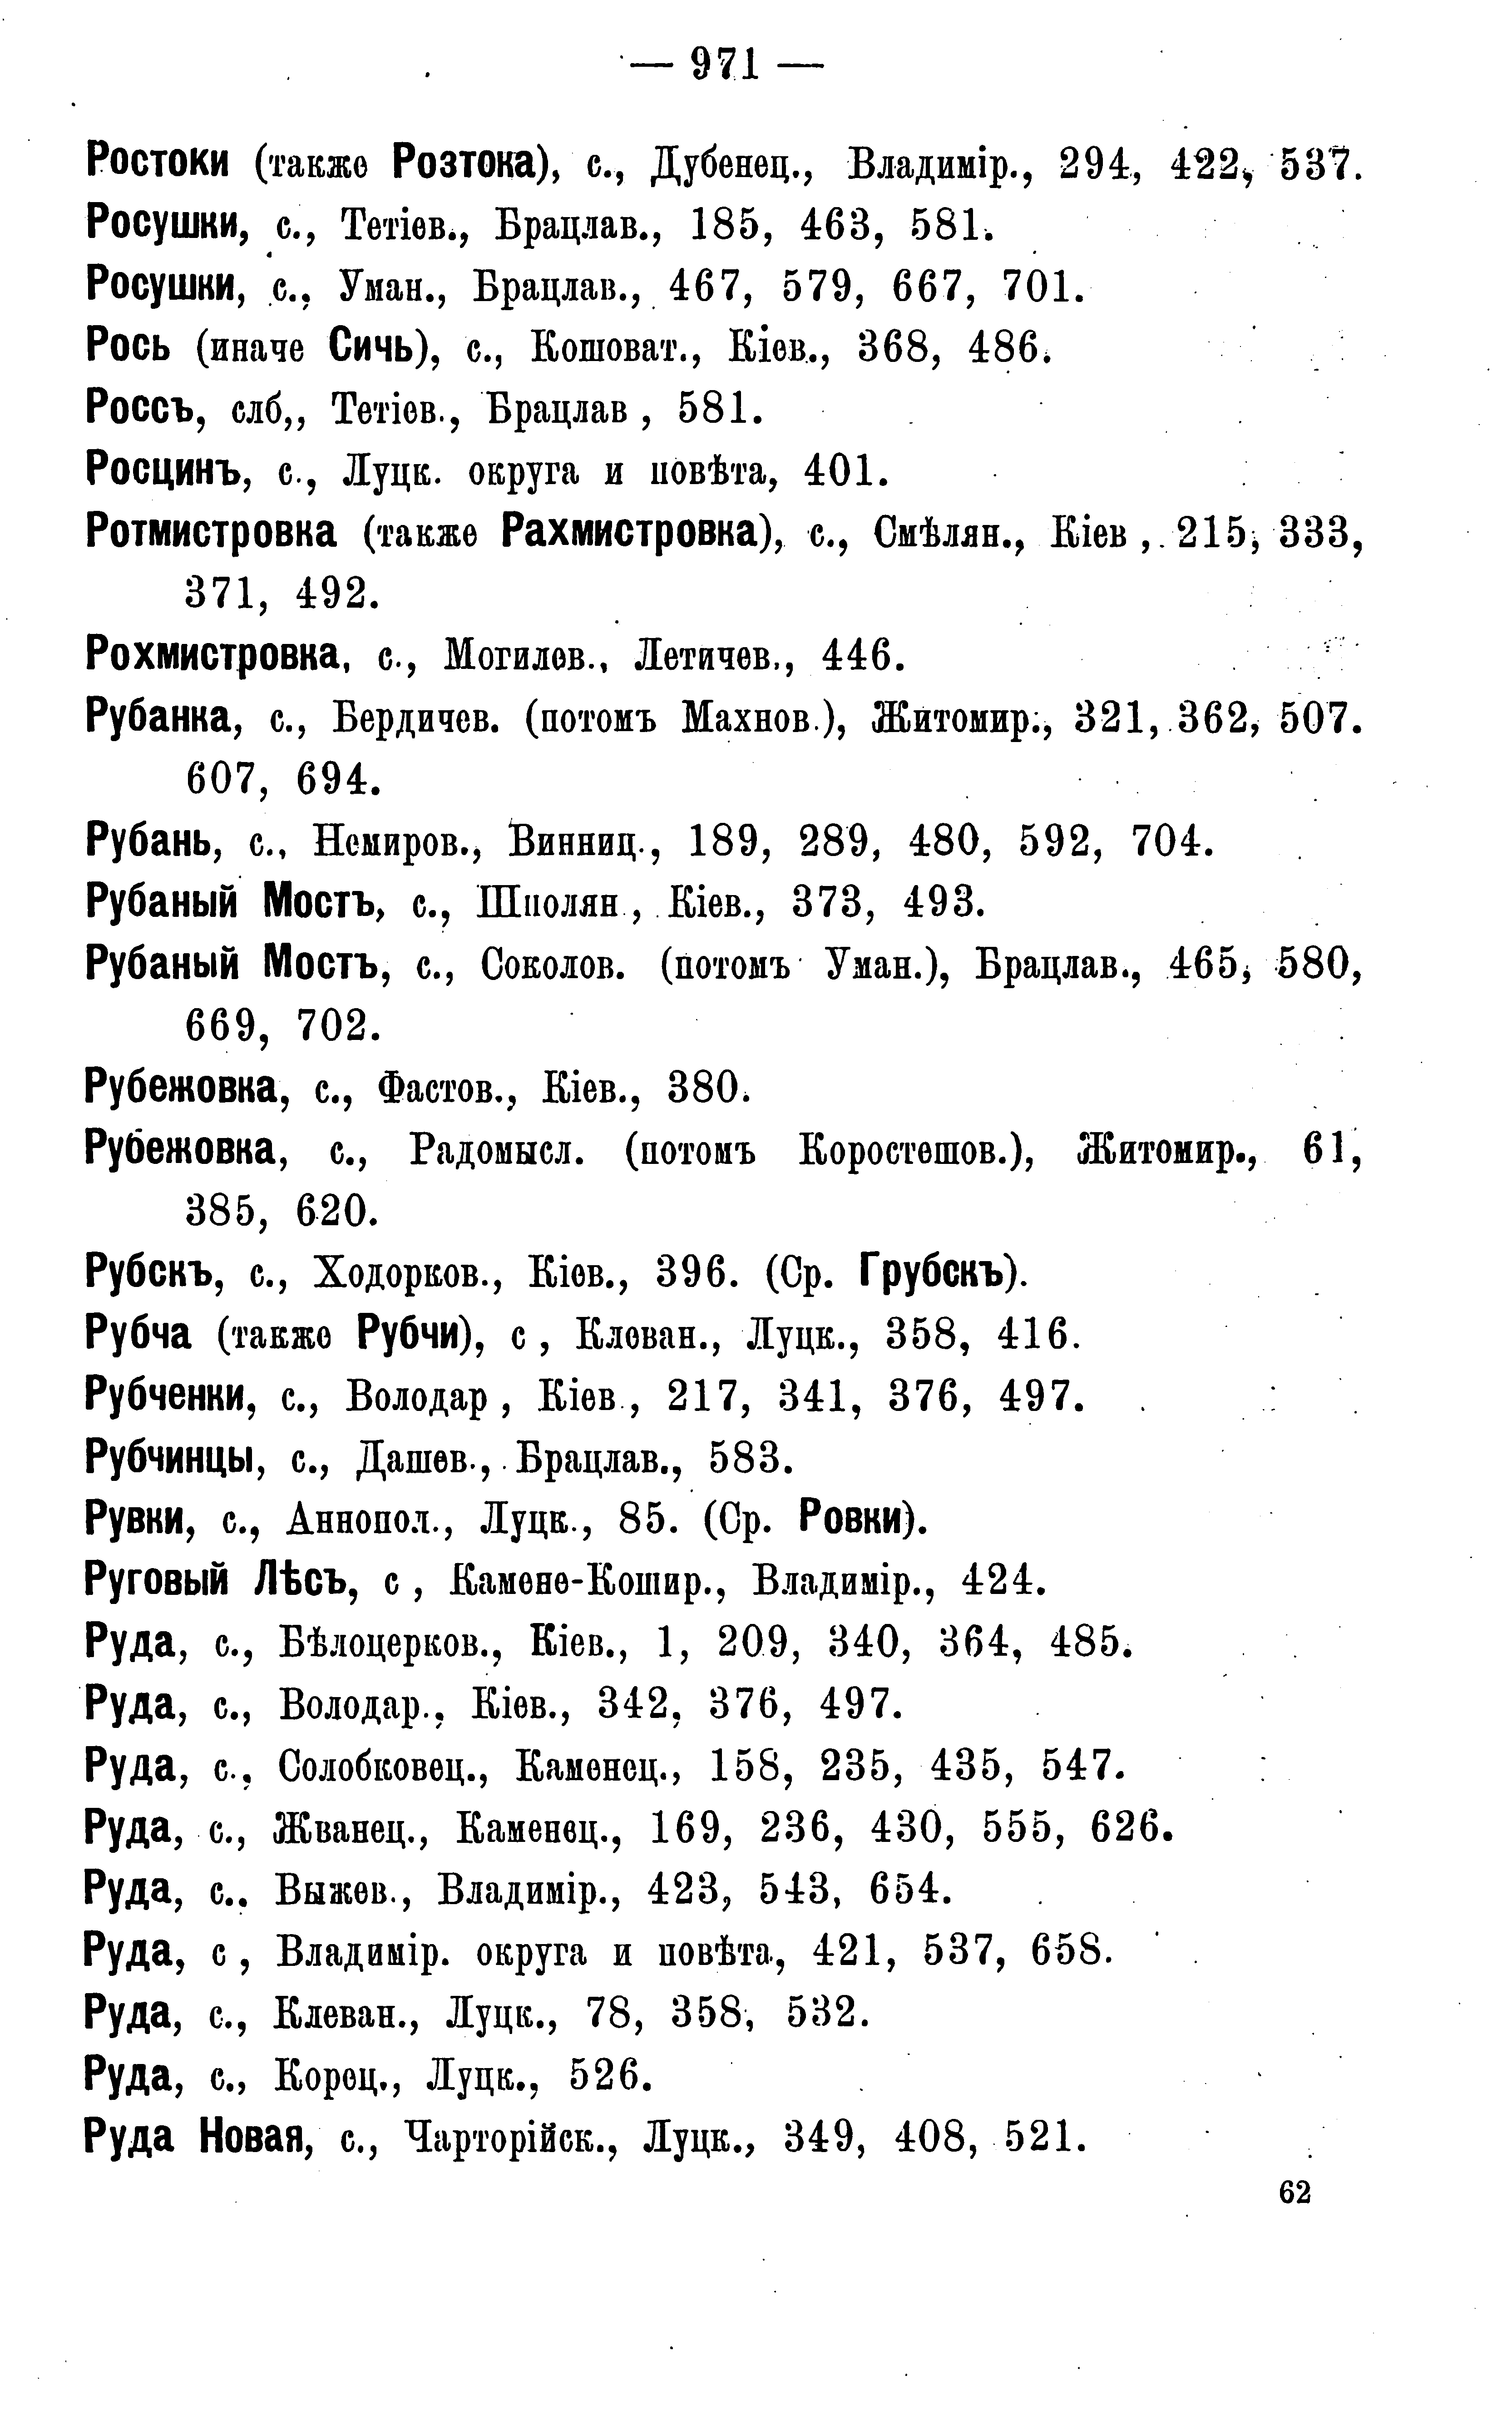 — 971 —
Ростоки (также Розтока), с., Дубенец., Владимір., 294, 422, 537.
Росушки, с., Тетіев., Брацлав., 185, 463, 581.
Росушки, с., Уман., Брацлав., 467, 579, 667, 701.
Рось (иначе Сичь), с., Кошоват., Кіев., 368, 486.
Россъ, слб,, Тетіев., Брацлав , 581.
Росцинъ, с., Луцк. округа и повѣта, 401.
Ротмистровка (также Рахмистровка), с., Смѣлян., Кіев , 215, 333,
371, 492.
Рохмистровка, с., Могилев., Летичев., 446.
Рубанка, с., Бердичев. (потомъ Махнов.), Житомир., 321, 362, 507.
607, 694.
Рубань, с., Немиров., Винниц., 189, 289, 480, 592, 704.
Рубаный Мостъ, с., Шполян , Кіев., 373, 493.
Рубаный Мостъ, с., Соколов. (потомъ Уман.), Брацлав., 465, 580,
669, 702.
Рубежовка, с., Фастов., Кіев., 380.
Рубежовка, с., Радомысл. (потомъ Коростешов.), Житомир., 61,
385, 620.
Рубскъ, с., Ходорков., Кіев., 396. (Ср. Грубскъ).
Рубча (также Рубчи), с , Клеван., Луцк., 358, 416.
Рубченки, с., Володар , Кіев., 217, 341, 376, 497.
Рубчинцы, с., Дашев., Брацлав., 583.
Рувки, с., Аннопол., Луцк., 85. (Ср. Ровки).
Руговый Лѣсъ, с , Камене-Кошир., Владимір., 424.
Руда, с., Бѣлоцерков., Кіев., 1, 209, 340, 364, 485.
Руда, с., Володар., Кіев., 342, 376, 497.
Руда, с., Солобковец., Каменец., 158, 235, 435, 547.
Руда, с., Жванец., Каменец., 169, 236, 430, 555, 626.
Руда, с.. Выжев., Владимір., 423, 543, 654.
Руда, с , Владимір. округа и повѣта, 421, 537, 658.
Руда, с., Клеван., Луцк., 78, 358, 532.
Руда, с., Корец., Луцк., 526.
Руда Новая, с., Чарторійск., Луцк., 349, 408, 521.
62